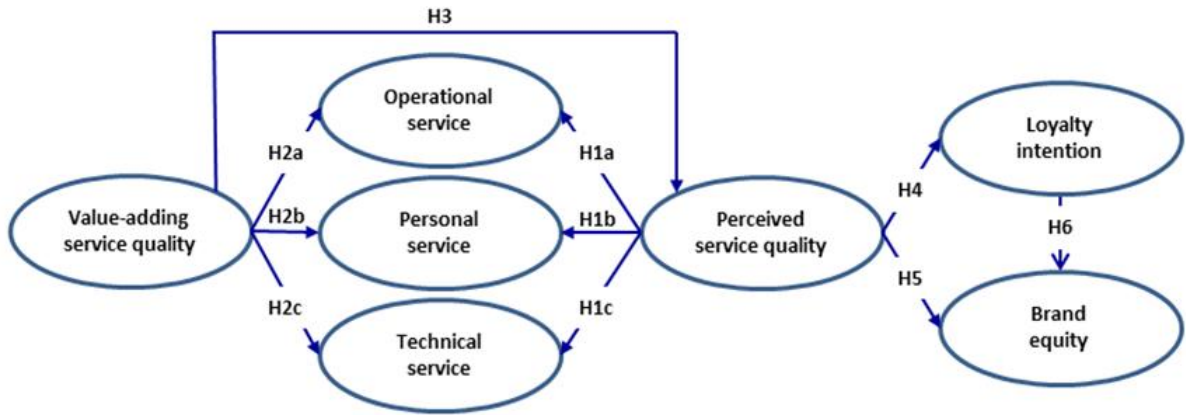 H3
Operational
service
H2a
H1a
Loyalty
intention
Value-adding
service quality
H2b
Personal
service
H1b
Perceived
service quality
H4
H6
H5
H2c
H1c
Technical
service
Brand
equity